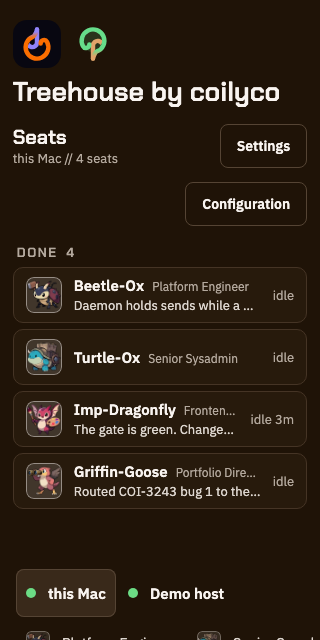 Treehouse by coilyco
Seats
this Mac // 4 seats
Settings
Configuration
DONE 4
Beetle-Ox Platform Engineer
Daemon holds sends while a ...
idle
Turtle-Ox Senior Sysadmin
idle
Imp-Dragonfly Fronten...
The gate is green. Change...
idle 3m
Griffin-Goose Portfolio Dire...
Routed COI-3243 bug 1 to the...
idle
this Mac
Demo host